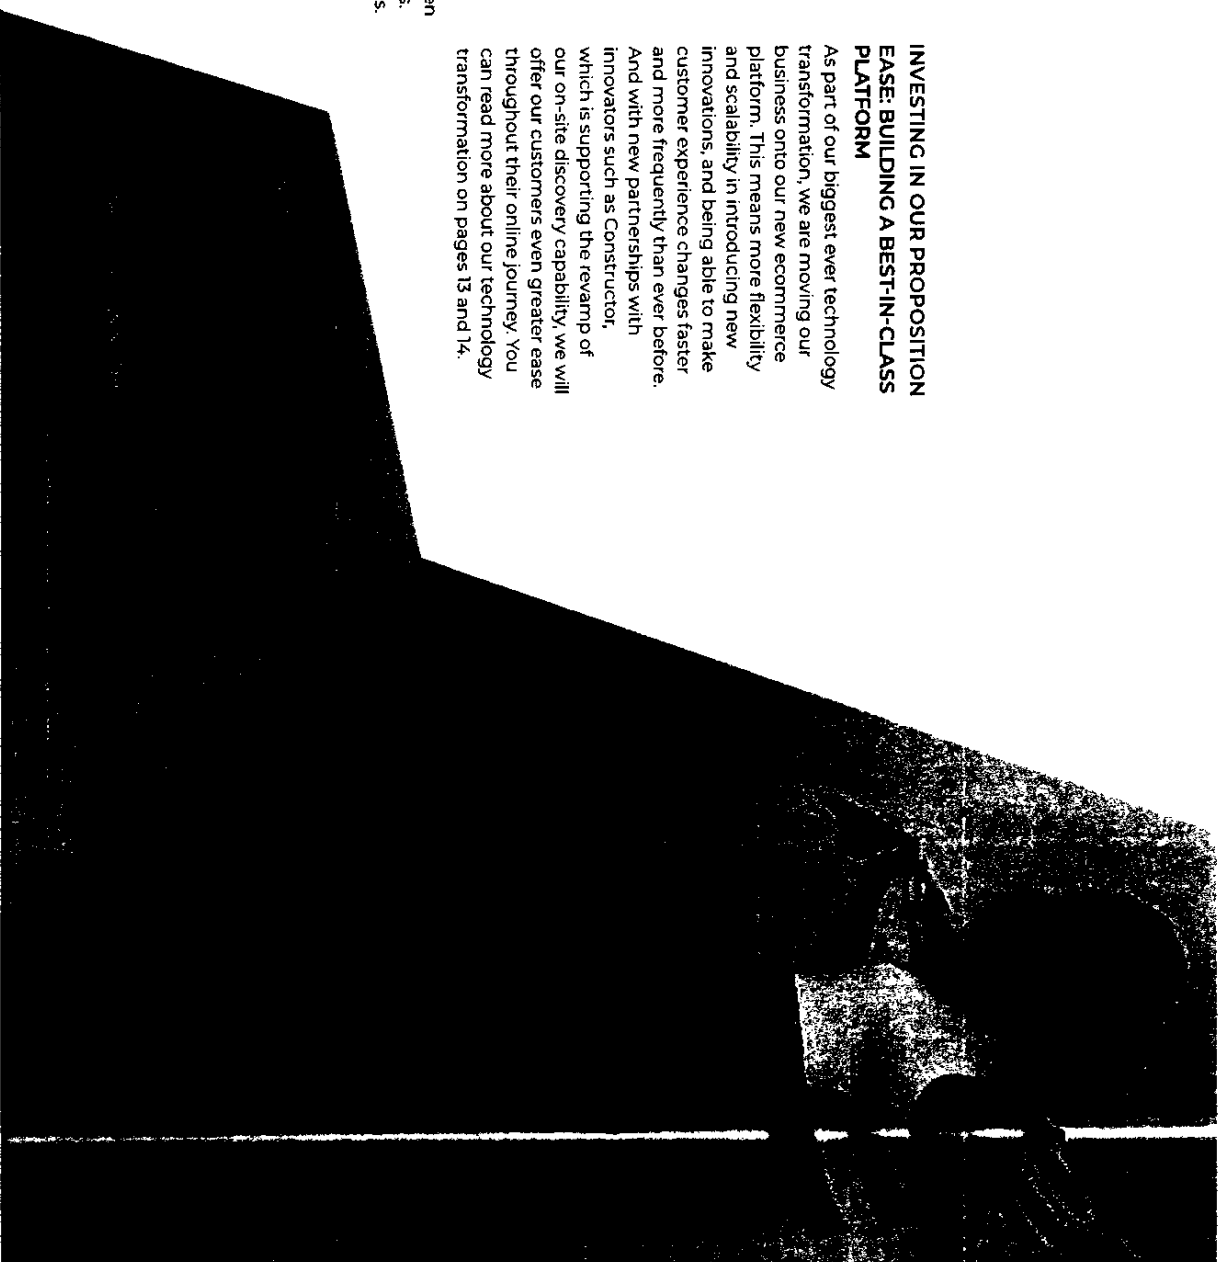 en
s.
s.
INVESTING IN OUR PROPOSITION
EASE: BUILDING A BEST-IN-CLASS
PLATFORM
As part of our biggest ever technology
transformation, we are moving our
business onto our new ecommerce
platform. This means more flexibility
and scalability in introducing new
innovations, and being able to make
customer experience changes faster
and more frequently than ever before.
And with new partnerships with
innovators such as Constructor,
which is supporting the revamp of
our on-site discovery capability, we will
offer our customers even greater ease
throughout their online journey. You
can read more about our technology
transformation on pages 13 and 14.